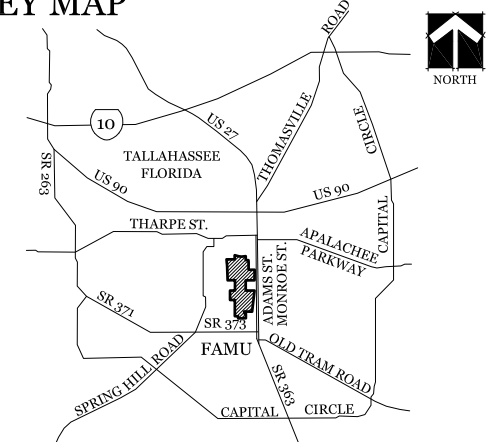 EY MAP
ROAD
NORTH
10
US 27
THOMASVILLE
CIRCLE
TALLAHASSEE
FLORIDA
SR 263
US 90
US 90
CAPITAL
THARPE ST.
APALACHEE
PARKWAY
ADAMS ST.
MONROE ST.
SR 371
SR 373
FAMU
OLD TRAM ROAD
SPRING HILL ROAD
SR 363
CAPITAL CIRCLE